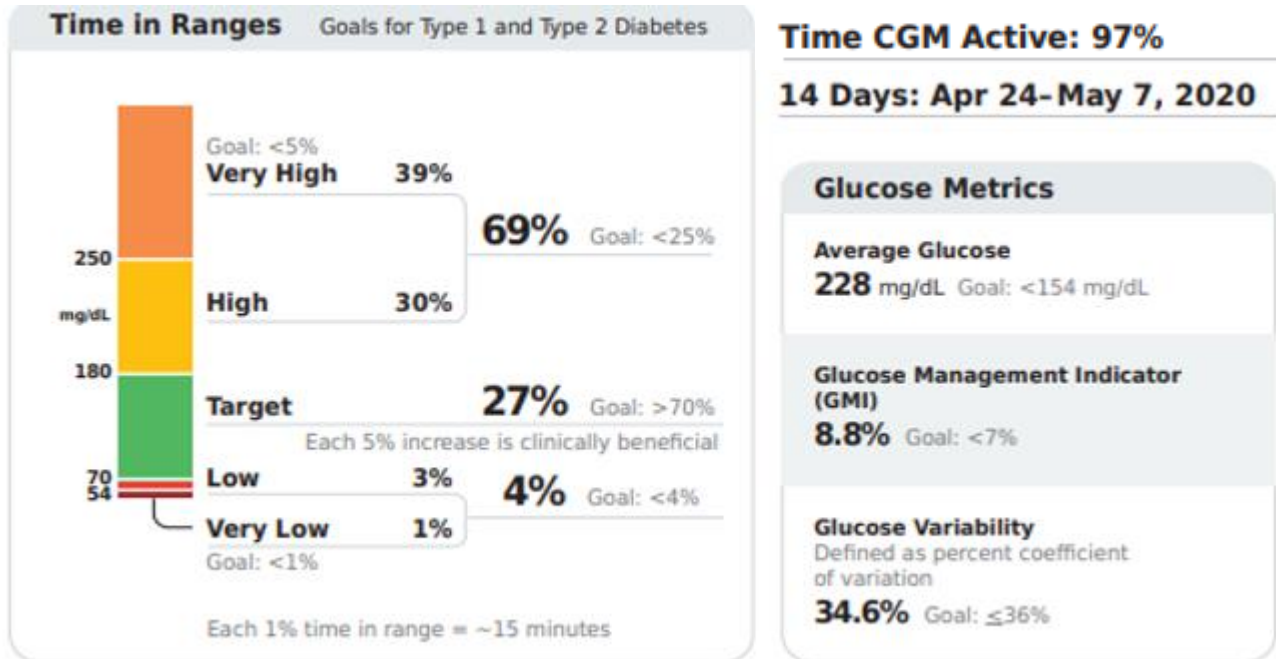 Time in Ranges Goals for Type 1 and Type 2 Diabetes
Goal: <5%
Very High 39%
69% Goal: <25%
250
mg/dL
High 30%
180
Target 27% Goal: >70%
Each 5% increase is clinically beneficial
70
Low 3%
54
4% Goal: <4%
Very Low 1%
Goal: <1%
Each 1% time in range = ~15 minutes
Time CGM Active: 97%
14 Days: Apr 24–May 7, 2020
Glucose Metrics
Average Glucose
228 mg/dL Goal: <154 mg/dL
Glucose Management Indicator
(GMI)
8.8% Goal: <7%
Glucose Variability
Defined as percent coefficient
of variation
34.6% Goal: ≤36%